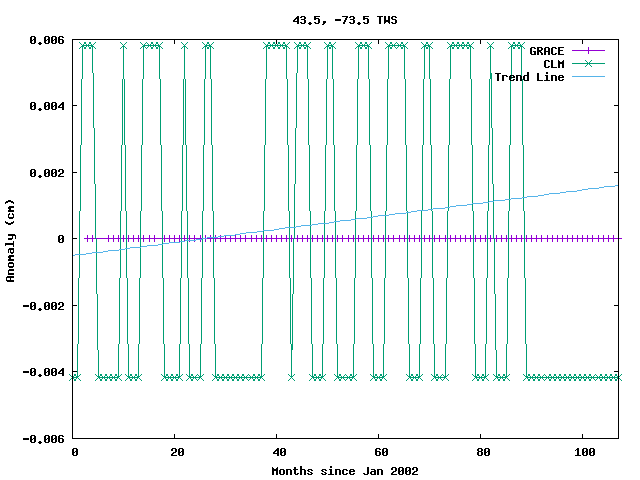 43.5, -73.5 TWS
GRACE
CLM
Trend Line
0.006
0.004
0.002
0
-0.002
-0.004
-0.006
Anomaly (cm)
0 20 40 60 80 100
Months since Jan 2002